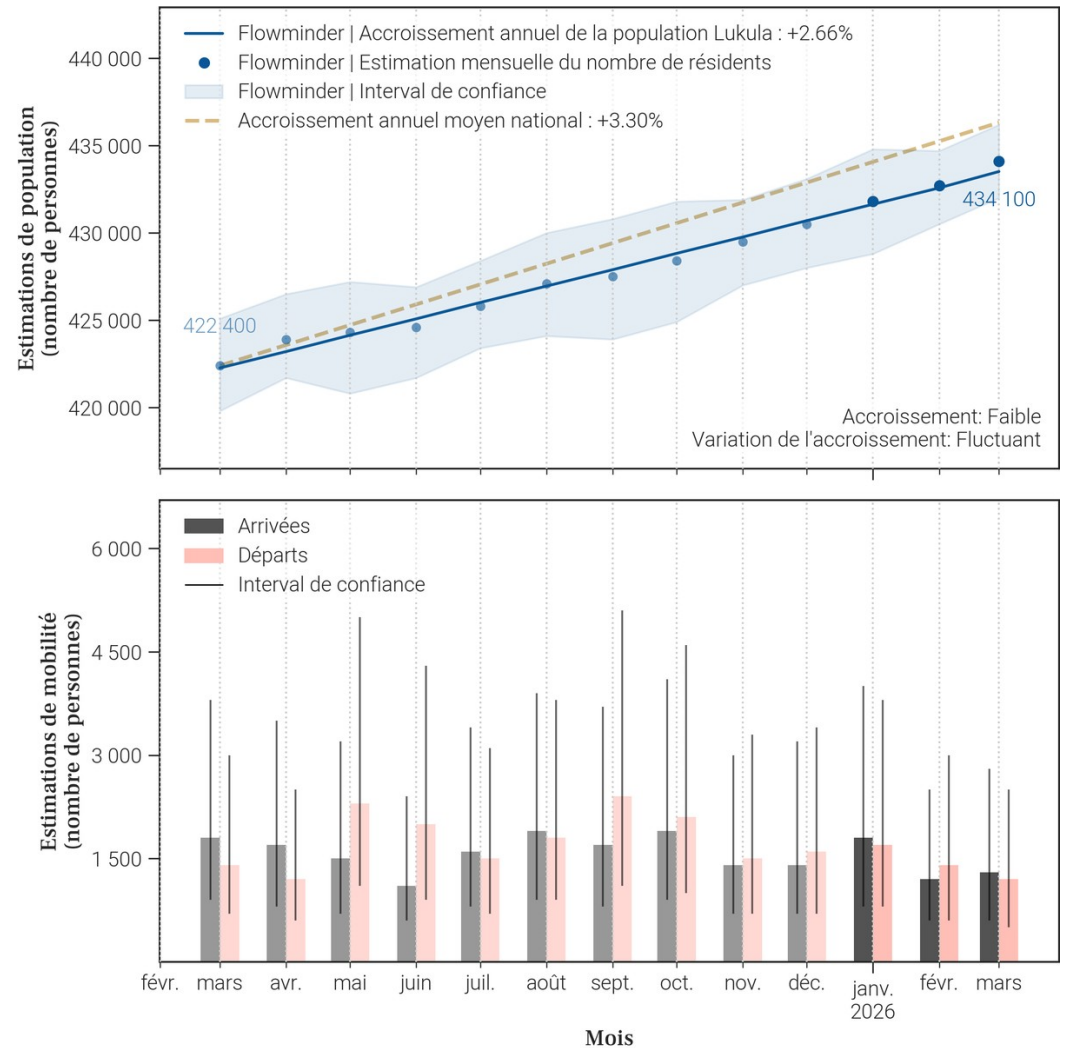 Flowminder | Accroissement annuel de la population Lukula : +2.66%
Flowminder | Estimation mensuelle du nombre de résidents
Flowminder | Interval de confiance
Accroissement annuel moyen national : +3.30%
Estimations de population
(nombre de personnes)
440 000
435 000
430 000
425 000
420 000
422 400
434 100
Accroissement: Faible
Variation de l'accroissement: Fluctuant
Arrivées
Départs
Interval de confiance
Estimations de mobilité
(nombre de personnes)
6 000
4 500
3 000
1 500
févr. mars avr. mai juin juil. août sept. oct. nov. déc. janv. févr. mars
2026
Mois